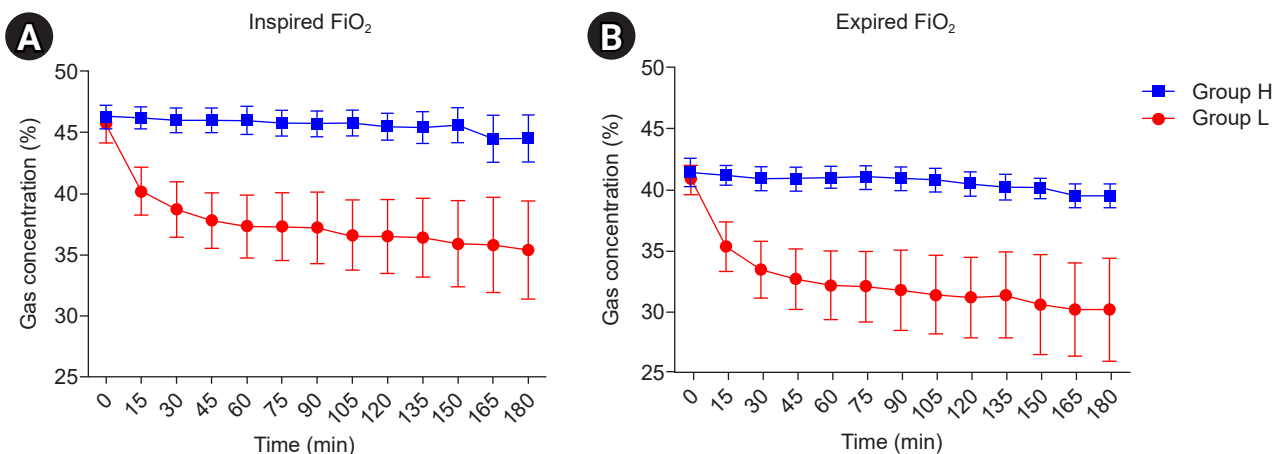 A
Inspired FiO₂
Gas concentration (%)
50
45
40
35
30
25
0 15 30 45 60 75 90 105 120 135 150 165 180
Time (min)
B
Expired FiO₂
Gas concentration (%)
50
45
40
35
30
25
0 15 30 45 60 75 90 105 120 135 150 165 180
Time (min)
Group H
Group L